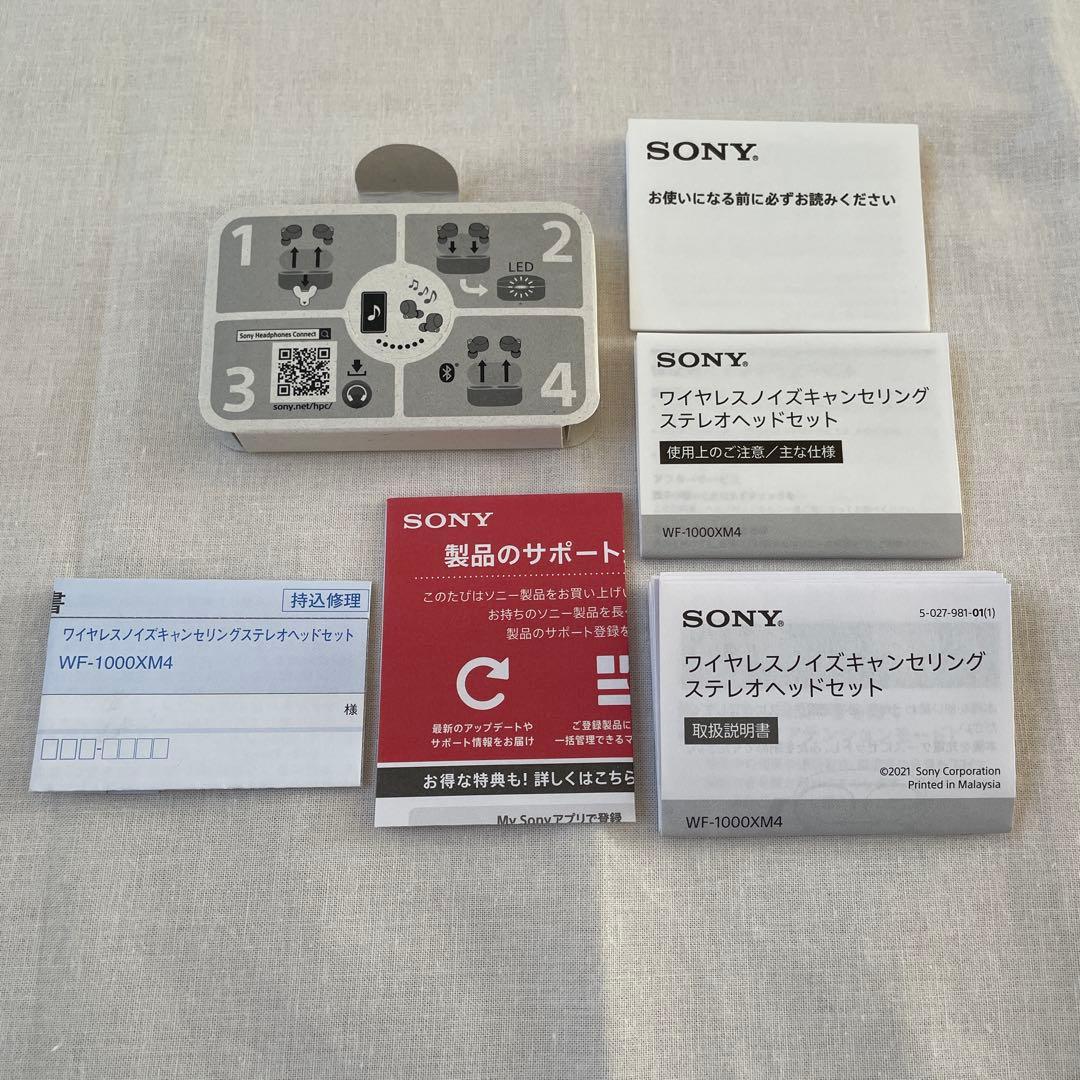 1
2
LED
Sony Headphones Connect
3
sony.net/hpc/
4
SONY
お使いになる前に必ずお読みください
SONY
ワイヤレスノイズキャンセリング
ステレオヘッドセット
使用上のご注意／主な仕様
WF-1000XM4
SONY
製品のサポート
このたびはソニー製品をお買い上げい
お持ちのソニー製品を長
製品のサポート登録を
最新のアップデートや
サポート情報をお届け
ご登録製品に
一括管理できるマ
お得な特典も! 詳しくはこちら
My Sonyアプリで登録
書
持込修理
ワイヤレスノイズキャンセリングステレオヘッドセット
WF-1000XM4
様
SONY
5-027-981-01(1)
ワイヤレスノイズキャンセリング
ステレオヘッドセット
取扱説明書
©2021 Sony Corporation
Printed in Malaysia
WF-1000XM4